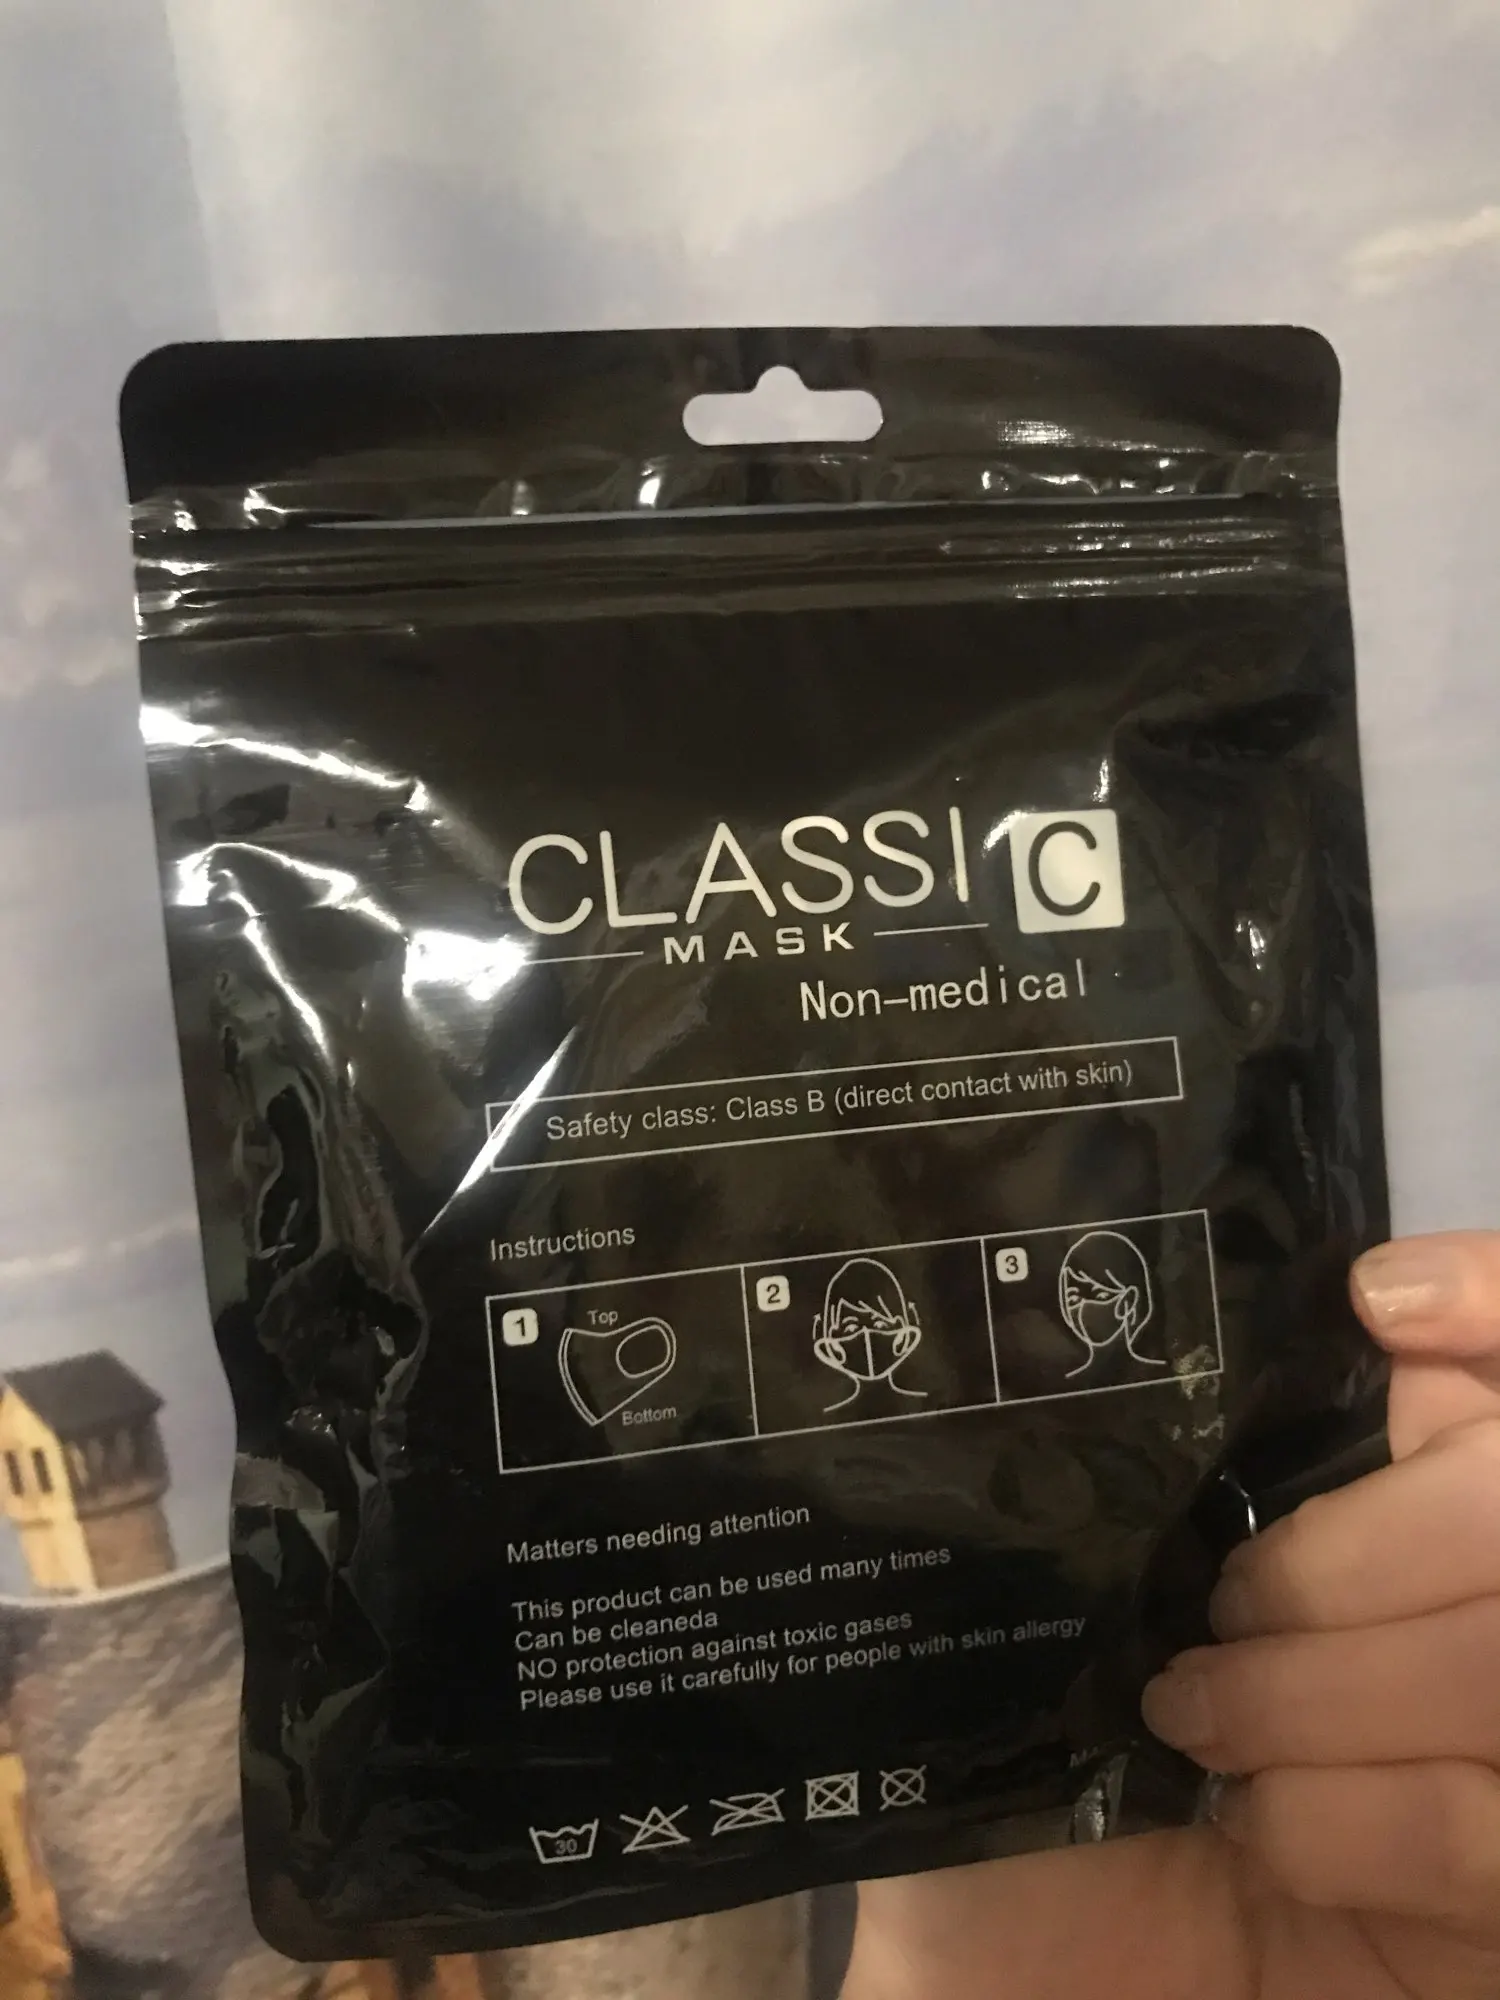 CLASSIC
MASK
Non-medical
Safety class: Class B (direct contact with skin)
Instructions
1
Top
Bottom
2
3
Matters needing attention
This product can be used many times
Can be cleaneda
NO protection against toxic gases
Please use it carefully for people with skin allergy
30